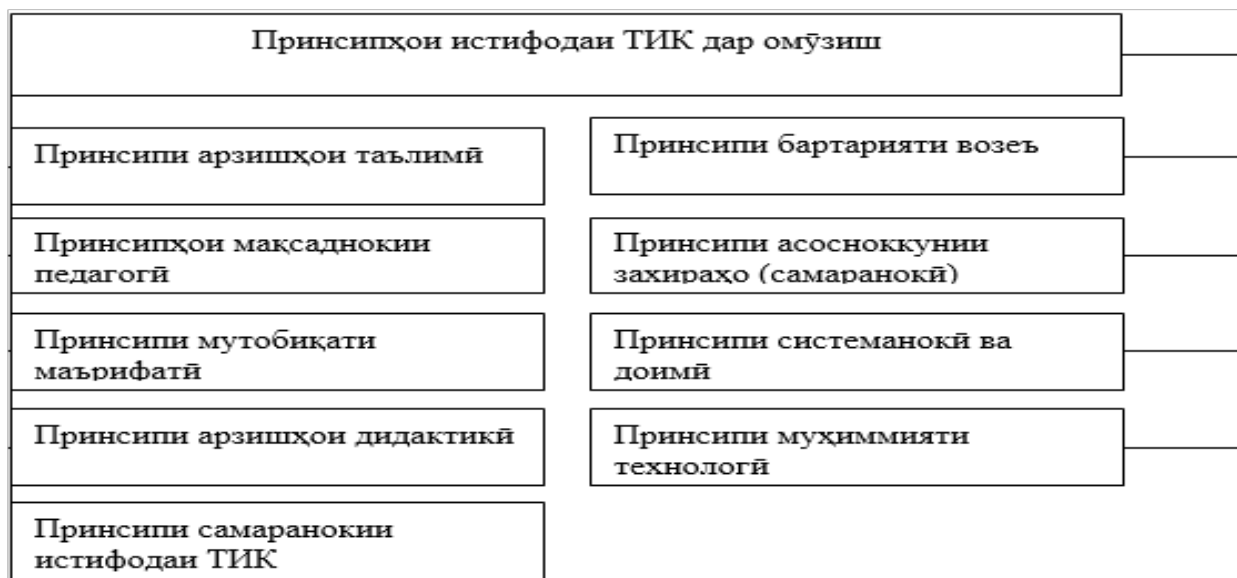 Принсипҳои истифодаи ТИК дар омӯзиш
Принсипи арзишҳои таълимӣ
Принсипҳои мақсаднокии
педагогӣ
Принсипи мутобиқати
маърифатӣ
Принсипи арзишҳои дидактикӣ
Принсипи самаранокии
истифодаи ТИК
Принсипи бартарияти возеъ
Принсипи асосноккунии
захираҳо (самаранокӣ)
Принсипи системанокӣ ва
доимӣ
Принсипи муҳиммияти
технологӣ